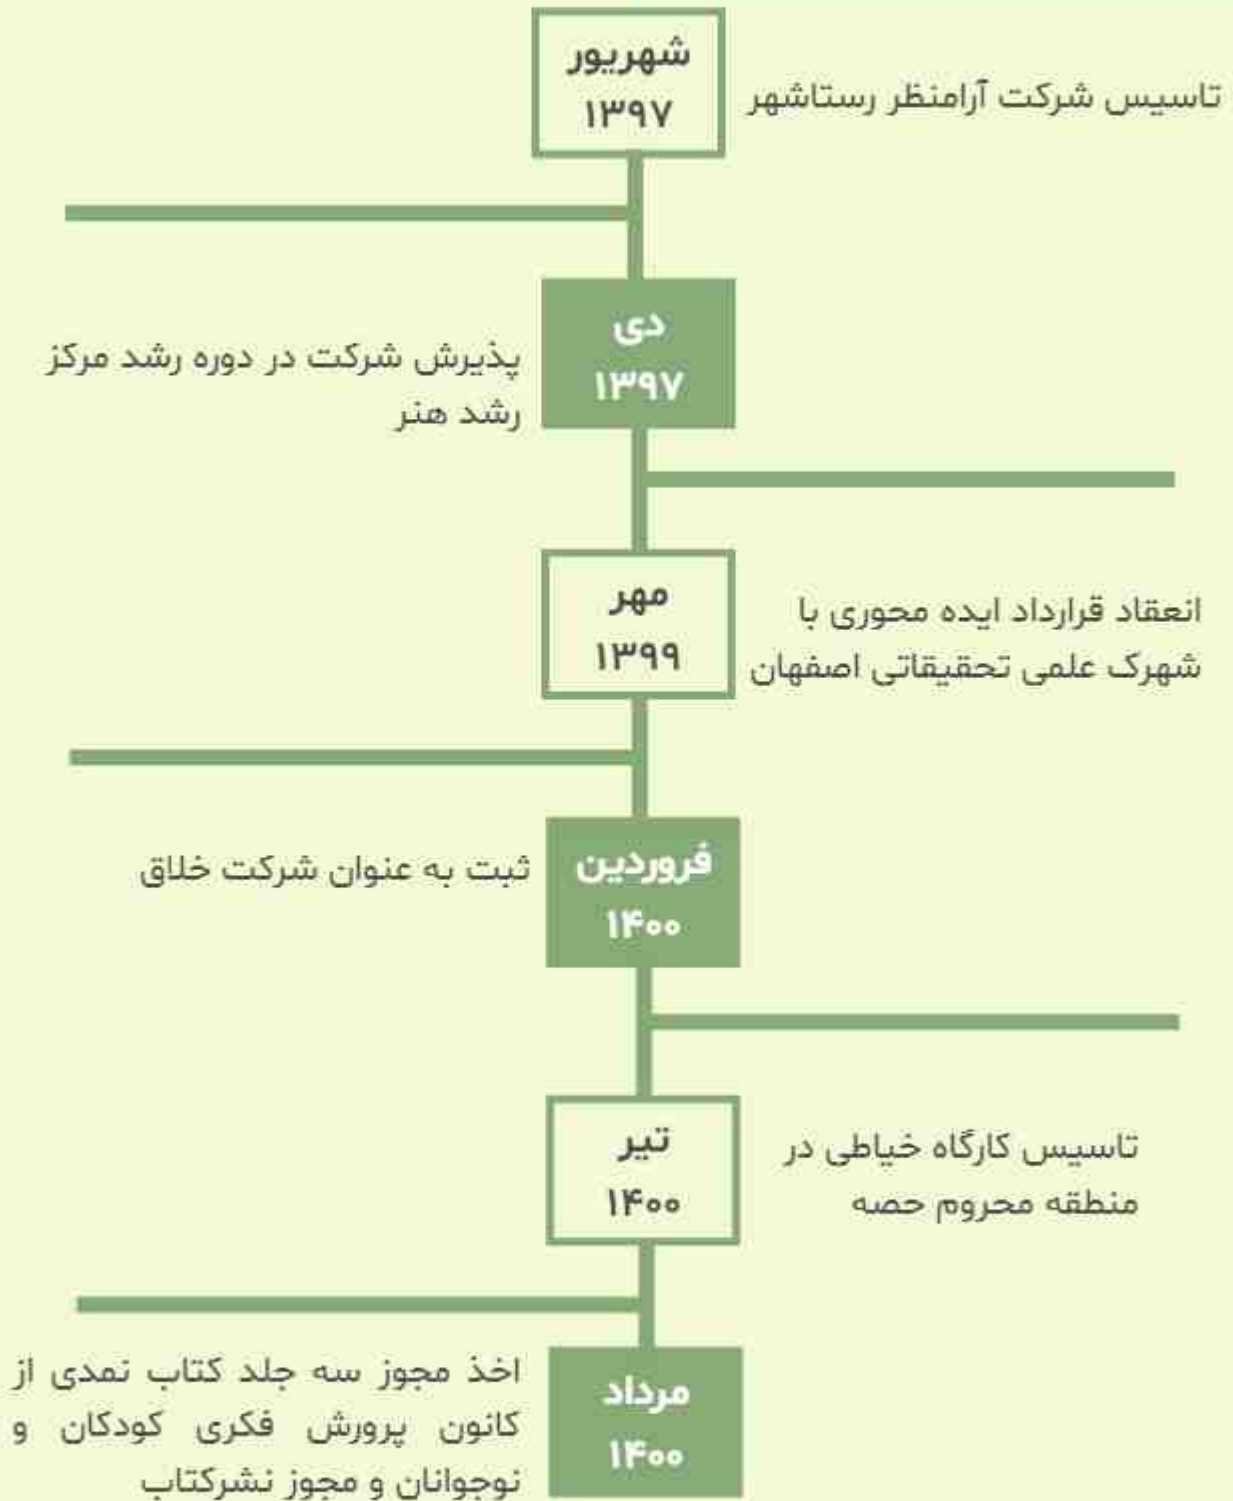 شهریور
۱۳۹۷
تاسیس شرکت آرامنظر رستاشهر
دی
۱۳۹۷
پذیرش شرکت در دوره رشد مرکز
رشد هنر
مهر
۱۳۹۹
انعقاد قرارداد ایده محوری با
شهرک علمی تحقیقاتی اصفهان
فروردین
۱۴۰۰
ثبت به عنوان شرکت خلاق
تیر
۱۴۰۰
تاسیس کارگاه خیاطی در
منطقه محروم حصه
مرداد
۱۴۰۰
اخذ مجوز سه جلد کتاب نمدی از
کانون پرورش فکری کودکان و
نوجوانان و مجوز نشرکتاب